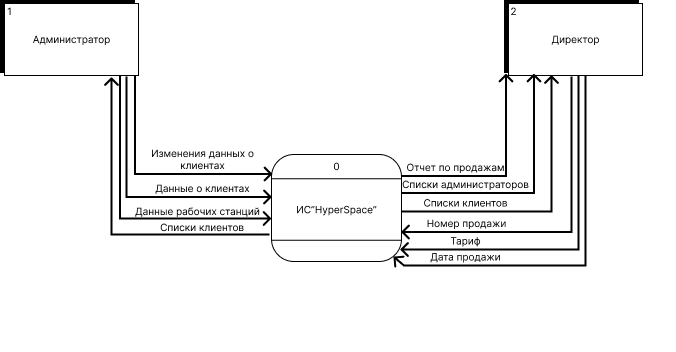 1
Администратор
2
Директор
Изменения данных о
клиентах
Данные о клиентах
Данные рабочих станций
Списки клиентов
0
ИС"HyperSpace"
Отчет по продажам
Списки администраторов
Списки клиентов
Номер продажи
Тариф
Дата продажи